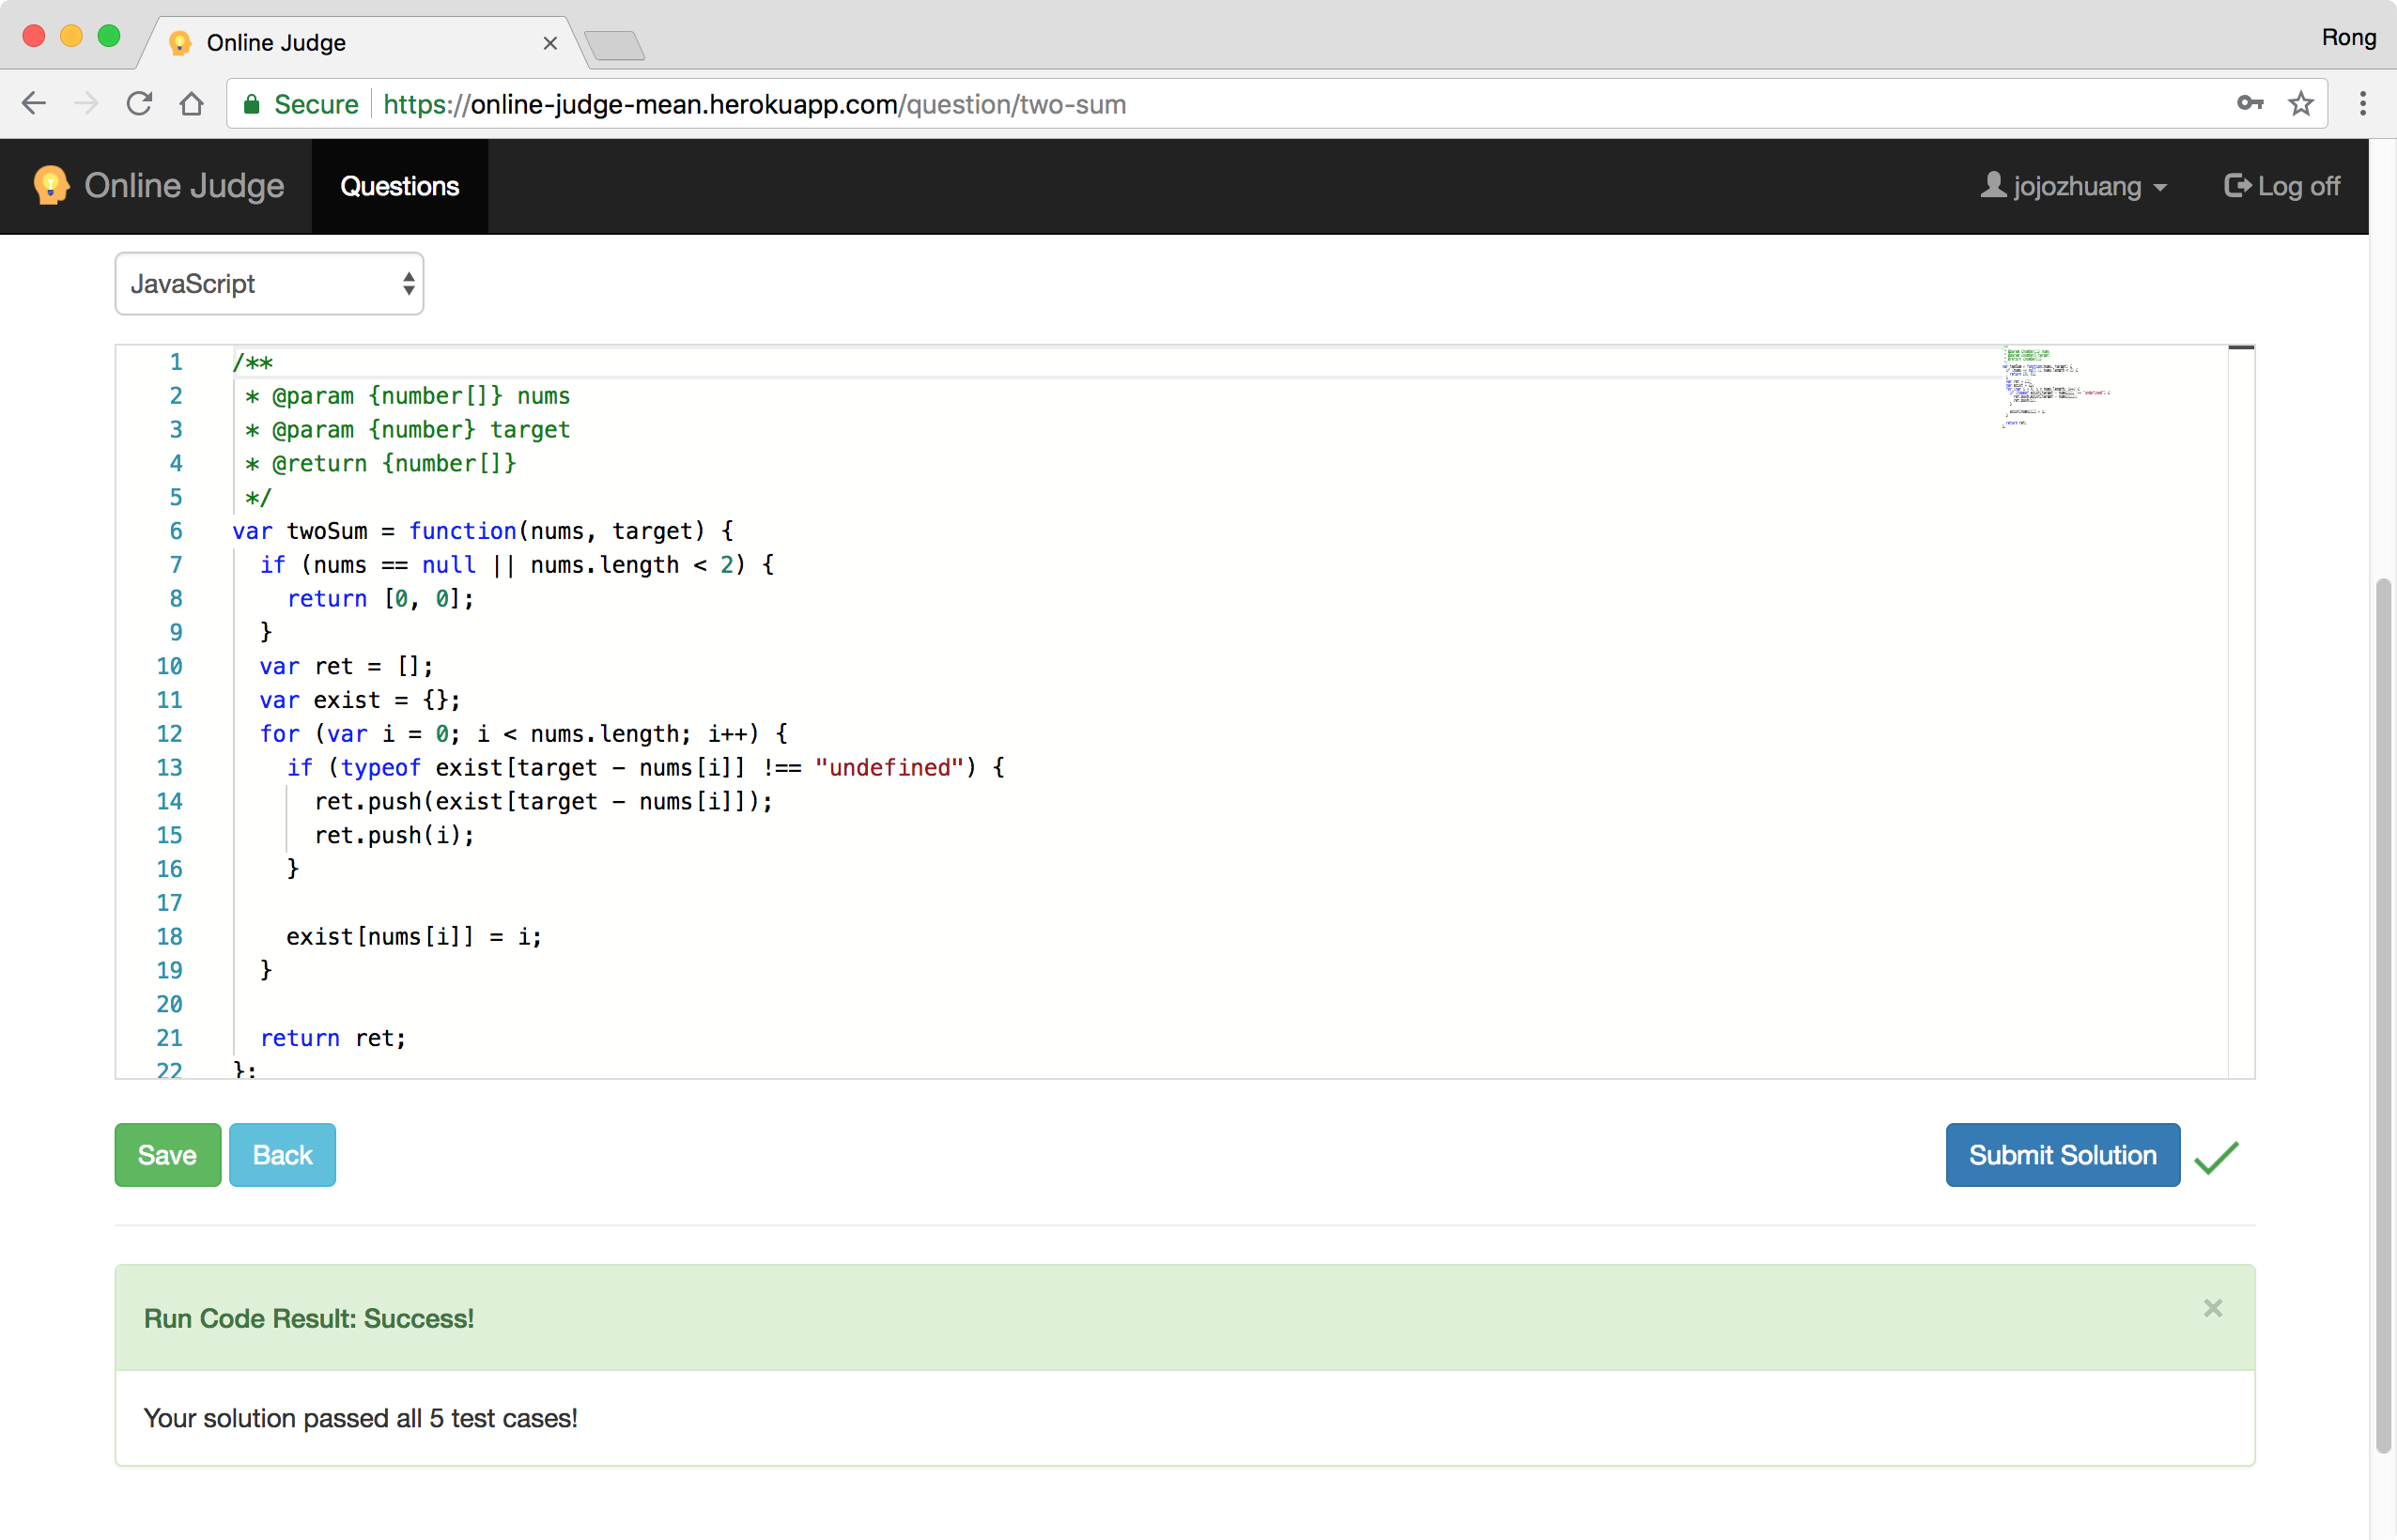 Online Judge
Rong
Secure https://online-judge-mean.herokuapp.com/question/two-sum
Online Judge Questions jojozhuang Log off
JavaScript
1 /**
2  * @param {number[]} nums
3  * @param {number} target
4  * @return {number[]}
5  */
6 var twoSum = function(nums, target) {
7   if (nums == null || nums.length < 2) {
8     return [0, 0];
9   }
10   var ret = [];
11   var exist = {};
12   for (var i = 0; i < nums.length; i++) {
13     if (typeof exist[target - nums[i]] !== "undefined") {
14       ret.push(exist[target - nums[i]]);
15       ret.push(i);
16     }
17
18     exist[nums[i]] = i;
19   }
20
21   return ret;
22 };
Save Back Submit Solution
Run Code Result: Success!
Your solution passed all 5 test cases!